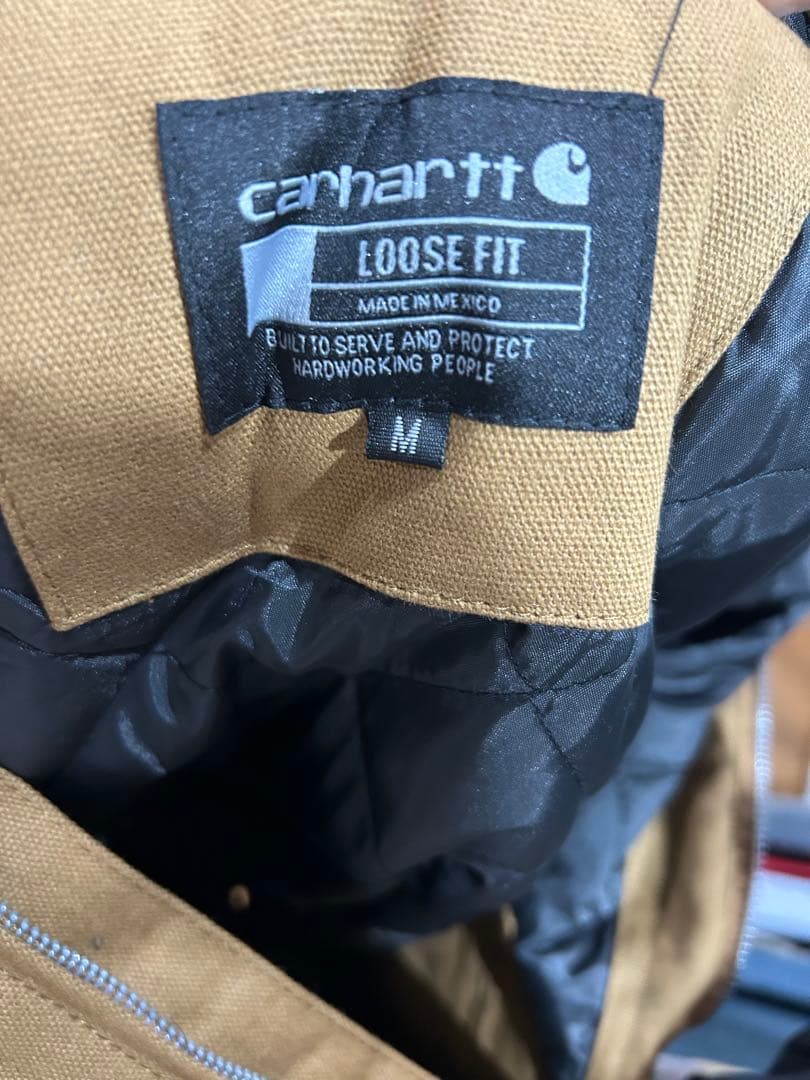 carhartt
LOOSE FIT
MADE IN MEXICO
BUILT TO SERVE AND PROTECT
HARDWORKING PEOPLE
M